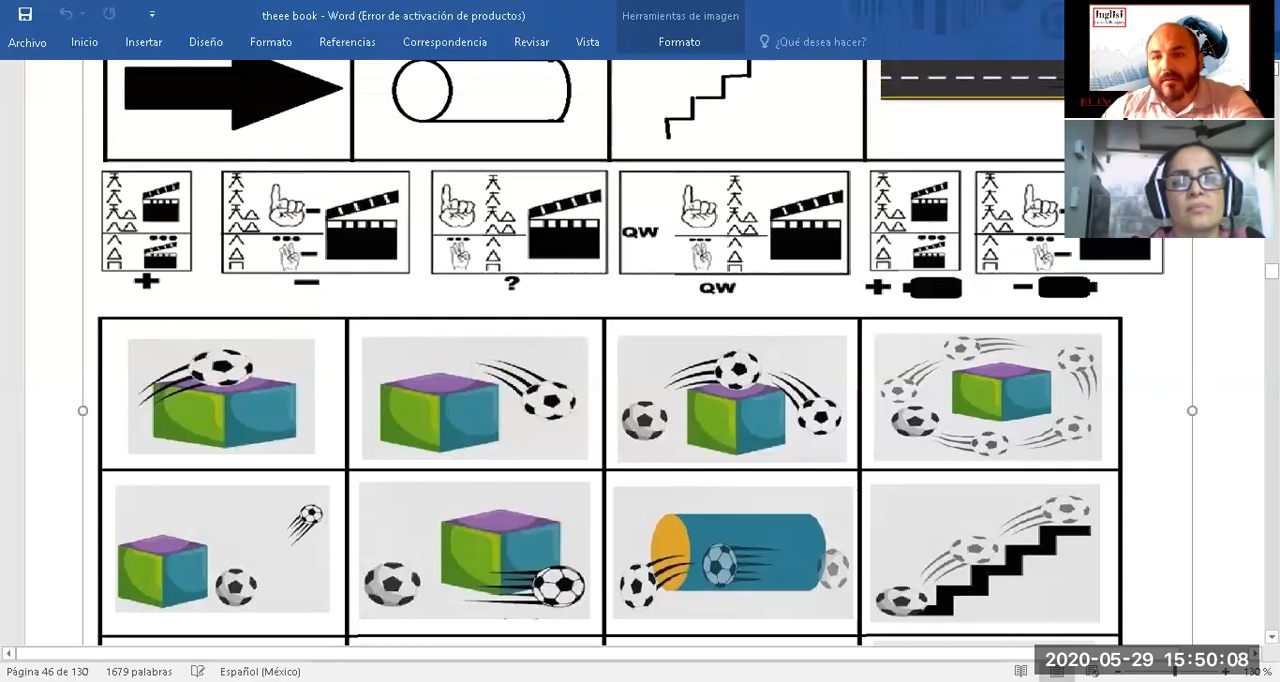 theee book - Word (Error de activación de productos)
Herramientas de imagen
Archivo Inicio Insertar Diseño Formato Referencias Correspondencia Revisar Vista Formato ¿Qué desea hacer?
Inglisi
QW
+ − ? QW + −
Página 46 de 130 1679 palabras Español (México) 130 %
2020-05-29 15:50:08